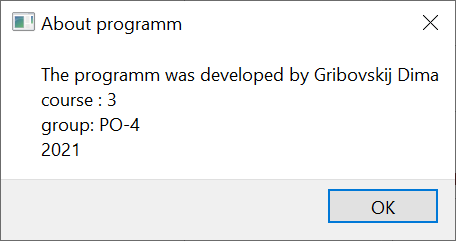 About programm
The programm was developed by Gribovskij Dima
course : 3
group: PO-4
2021
OK